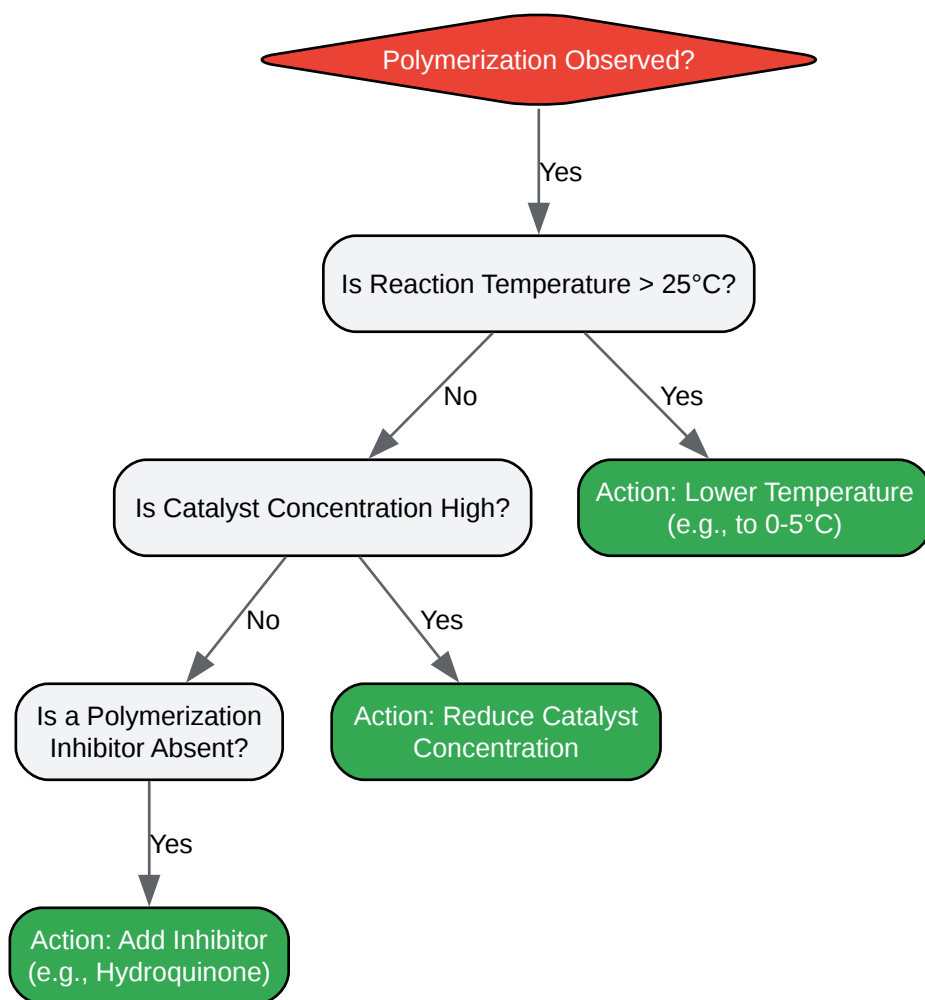 Polymerization Observed?
Yes
Is Reaction Temperature > 25°C?
No
Yes
Is Catalyst Concentration High?
Action: Lower Temperature
(e.g., to 0-5°C)
No
Yes
Is a Polymerization
Inhibitor Absent?
Action: Reduce Catalyst
Concentration
Yes
Action: Add Inhibitor
(e.g., Hydroquinone)